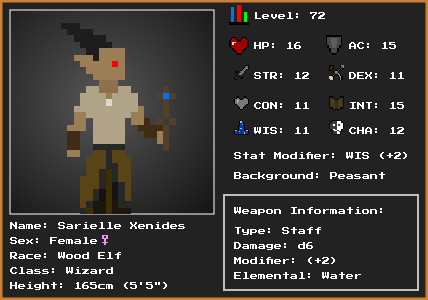 Level: 72
HP: 16
AC: 15
STR: 12
DEX: 11
CON: 11
INT: 15
WIS: 11
CHA: 12
Stat Modifier: WIS (+2)
Background: Peasant
Name: Sarielle Xenides
Sex: Female♀
Race: Wood Elf
Class: Wizard
Height: 165cm (5'5")
Weapon Information:
Type: Staff
Damage: d6
Modifier: (+2)
Elemental: Water